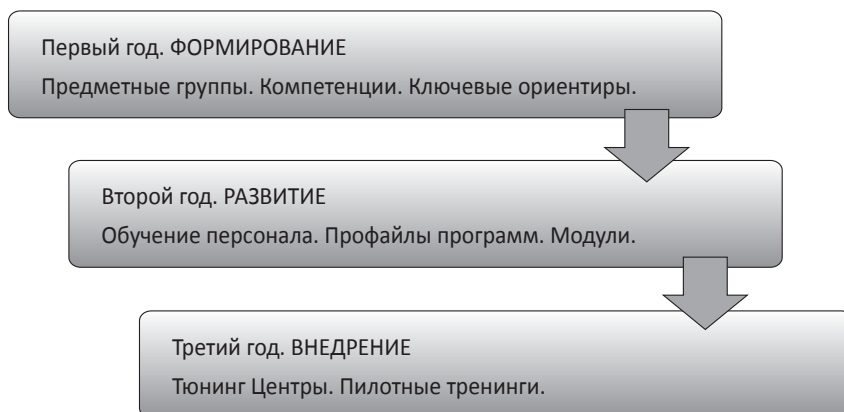 Первый год. ФОРМИРОВАНИЕ
Предметные группы. Компетенции. Ключевые ориентиры.
Второй год. РАЗВИТИЕ
Обучение персонала. Профайлы программ. Модули.
Третий год. ВНЕДРЕНИЕ
Тюнинг Центры. Пилотные тренинги.